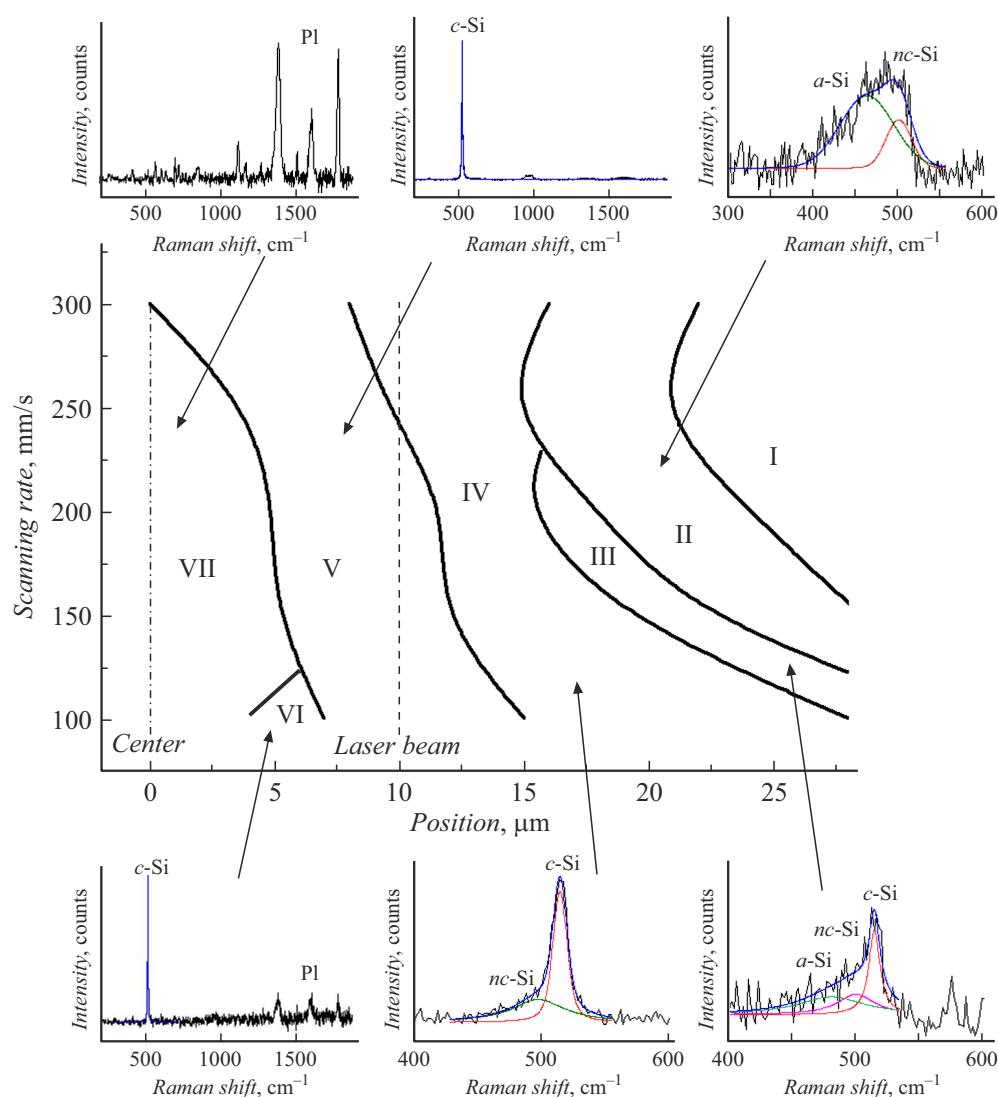 Intensity, counts
Pl
500 1000 1500
Raman shift, cm⁻¹
Intensity, counts
c-Si
500 1000 1500
Raman shift, cm⁻¹
Intensity, counts
a-Si
nc-Si
300 400 500 600
Raman shift, cm⁻¹
Scanning rate, mm/s
300
250
200
150
100
I
II
III
IV
V
VI
VII
Center
Laser beam
0 5 10 15 20 25
Position, μm
Intensity, counts
c-Si
Pl
500 1000 1500
Raman shift, cm⁻¹
Intensity, counts
c-Si
nc-Si
400 500 600
Raman shift, cm⁻¹
Intensity, counts
c-Si
nc-Si
a-Si
400 500 600
Raman shift, cm⁻¹